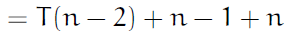 = T(n − 2) + n − 1 + n